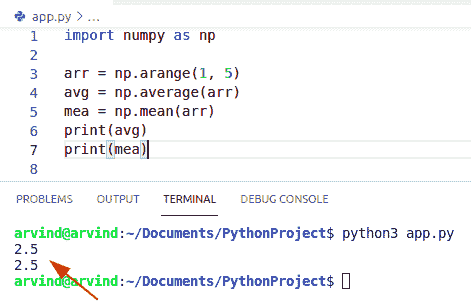 app.py > ...
1 import numpy as np
2
3 arr = np.arange(1, 5)
4 avg = np.average(arr)
5 mea = np.mean(arr)
6 print(avg)
7 print(mea)
8
PROBLEMS OUTPUT TERMINAL DEBUG CONSOLE
arvind@arvind:~/Documents/PythonProject$ python3 app.py
2.5
2.5
arvind@arvind:~/Documents/PythonProject$